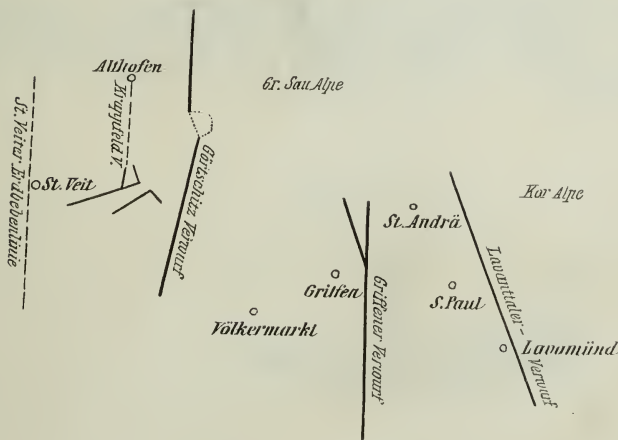 Althofen
Gr. Sau Alpe
St. Veiter Erdbebenlinie
Krappfeld V.
St. Veit
Görtschitz Verwurf
St. Andrä
Kor Alpe
Griffen
Völkermarkt
Griffener Verwurf
S. Paul
Lavanttaler-
Verwurf
Lavamünd.